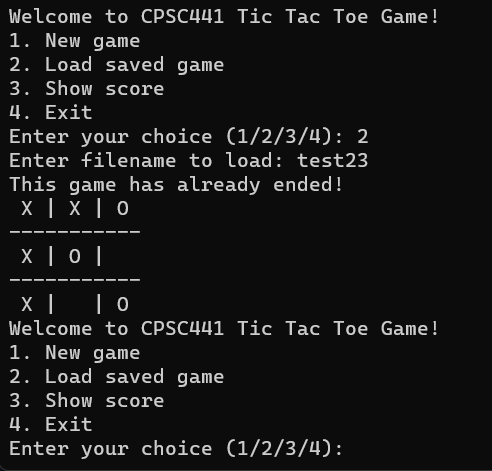 Welcome to CPSC441 Tic Tac Toe Game!
1. New game
2. Load saved game
3. Show score
4. Exit
Enter your choice (1/2/3/4): 2
Enter filename to load: test23
This game has already ended!
 X | X | O
-----------
 X | O |
-----------
 X |   | O
Welcome to CPSC441 Tic Tac Toe Game!
1. New game
2. Load saved game
3. Show score
4. Exit
Enter your choice (1/2/3/4):